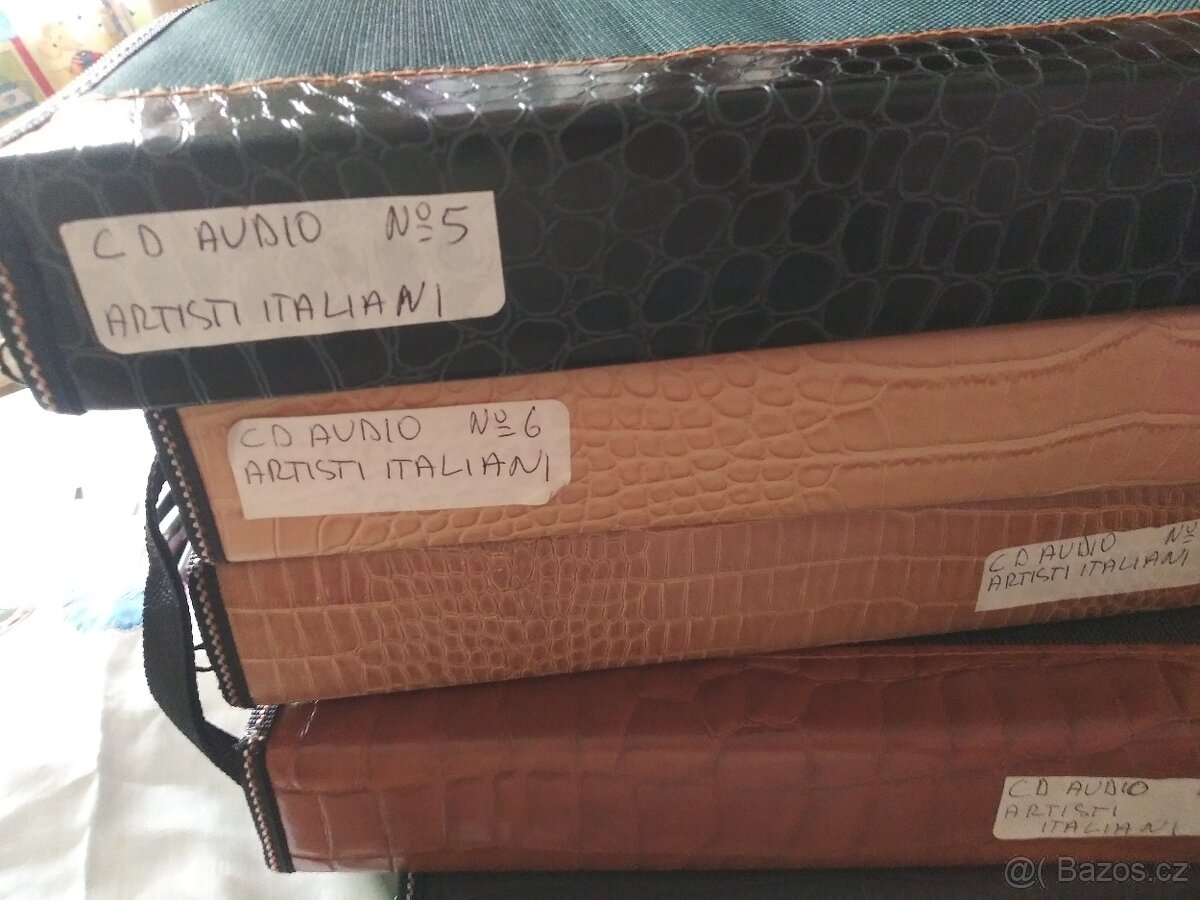 CD AUDIO Nº5
ARTISTI ITALIANI
CD AUDIO Nº6
ARTISTI ITALIANI
CD AUDIO Nº
ARTISTI ITALIANI
CD AUDIO
ARTISTI
ITALIANI
@( Bazos.cz